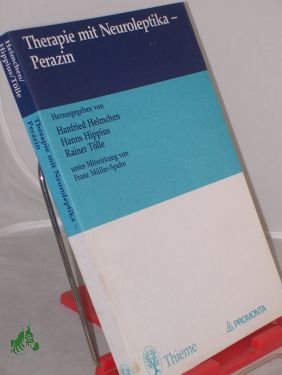 Therapie mit Neuroleptika –
Perazin
Herausgegeben von
Hanfried Helmchen
Hanns Hippius
Rainer Tölle
unter Mitwirkung von
Franz Müller-Spahn
Thieme
PROMONTA
Helmchen/
Hippius/Tölle
Therapie mit Neuroleptika –
Perazin